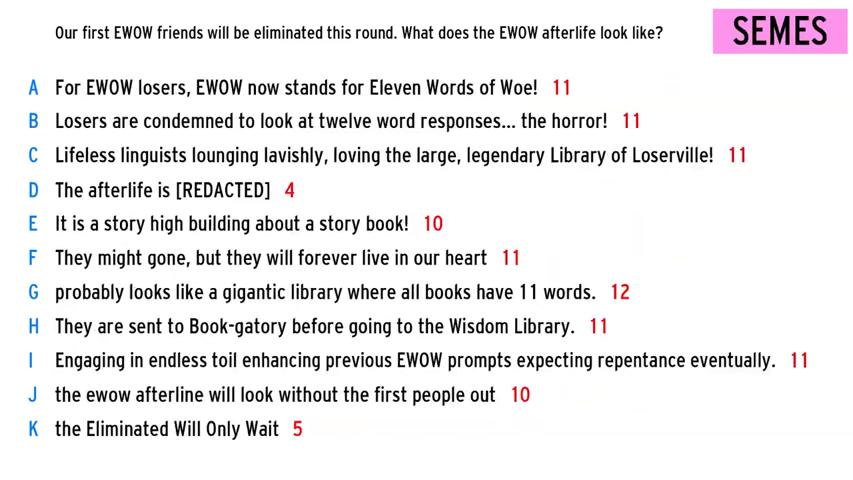 Our first EWOW friends will be eliminated this round. What does the EWOW afterlife look like?
SEMES
A For EWOW losers, EWOW now stands for Eleven Words of Woe! 11
B Losers are condemned to look at twelve word responses... the horror! 11
C Lifeless linguists lounging lavishly, loving the large, legendary Library of Loserville! 11
D The afterlife is [REDACTED] 4
E It is a story high building about a story book! 10
F They might gone, but they will forever live in our heart 11
G probably looks like a gigantic library where all books have 11 words. 12
H They are sent to Book-gatory before going to the Wisdom Library. 11
I Engaging in endless toil enhancing previous EWOW prompts expecting repentance eventually. 11
J the ewow afterline will look without the first people out 10
K the Eliminated Will Only Wait 5